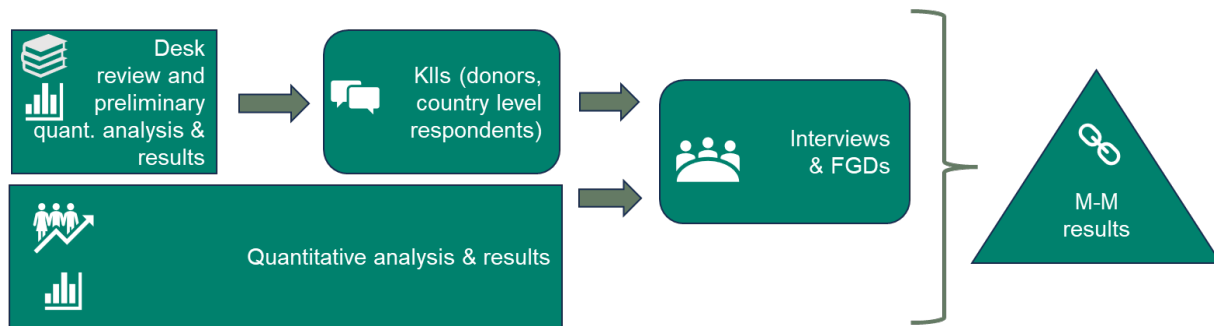 Desk
review and
preliminary
quant. analysis &
results
KIIs (donors,
country level
respondents)
Interviews
& FGDs
M-M
results
Quantitative analysis & results